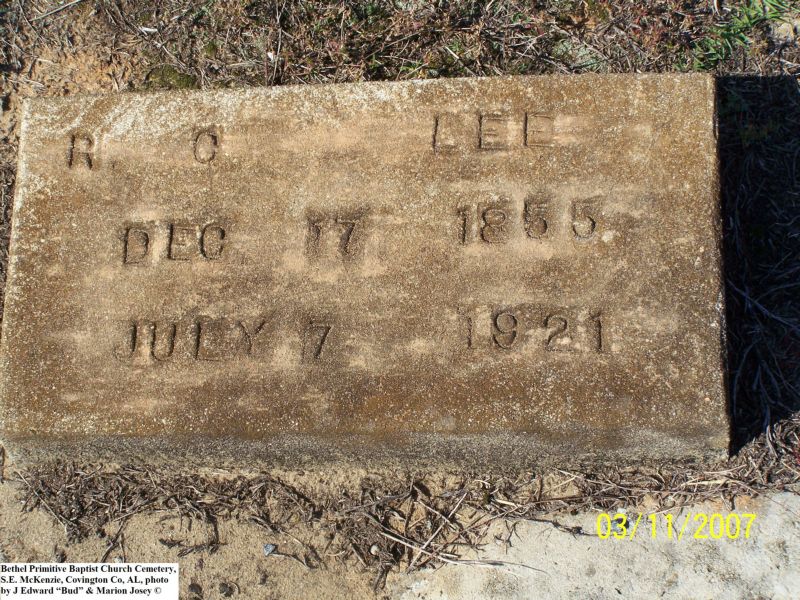 R. C LEE
DEC 17 1855
JULY 7 1921
03/11/2007
Bethel Primitive Baptist Church Cemetery,
S.E. McKenzie, Covington Co, AL, photo
by J Edward “Bud” & Marion Josey ©